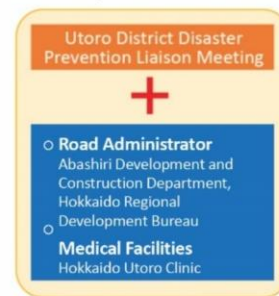 Utoro District Disaster
Prevention Liaison Meeting
+
○ Road Administrator
Abashiri Development and
Construction Department,
Hokkaido Regional
Development Bureau
○
Medical Facilities
Hokkaido Utoro Clinic